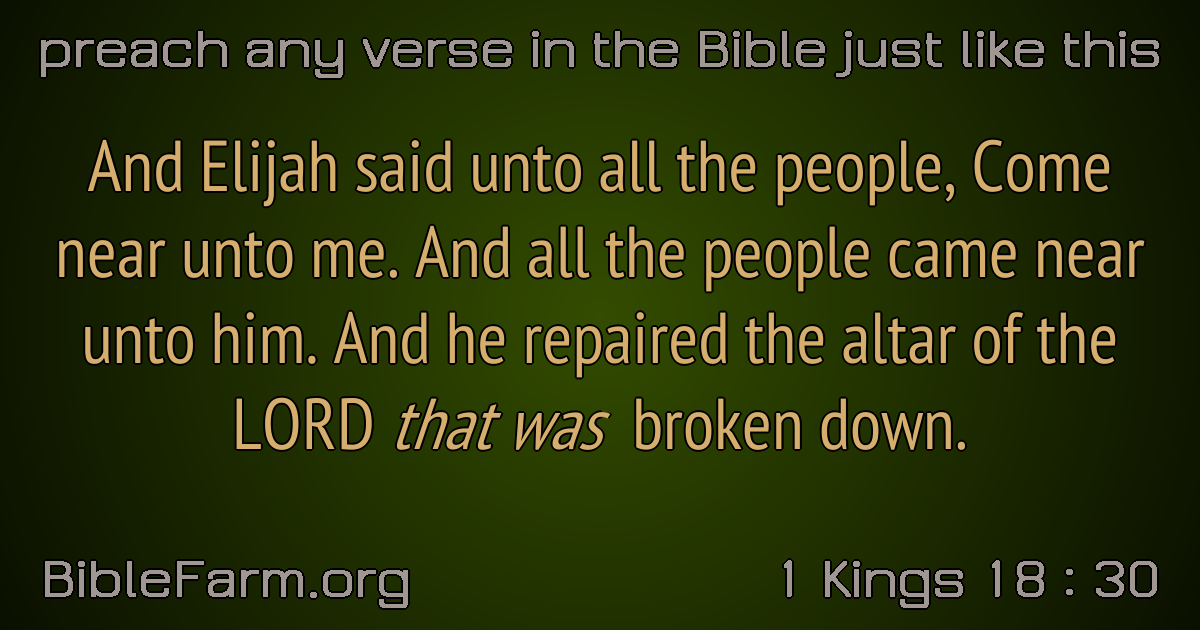 preach any verse in the Bible just like this
And Elijah said unto all the people, Come
near unto me. And all the people came near
unto him. And he repaired the altar of the
LORD that was broken down.
BibleFarm.org
1 Kings 18 : 30